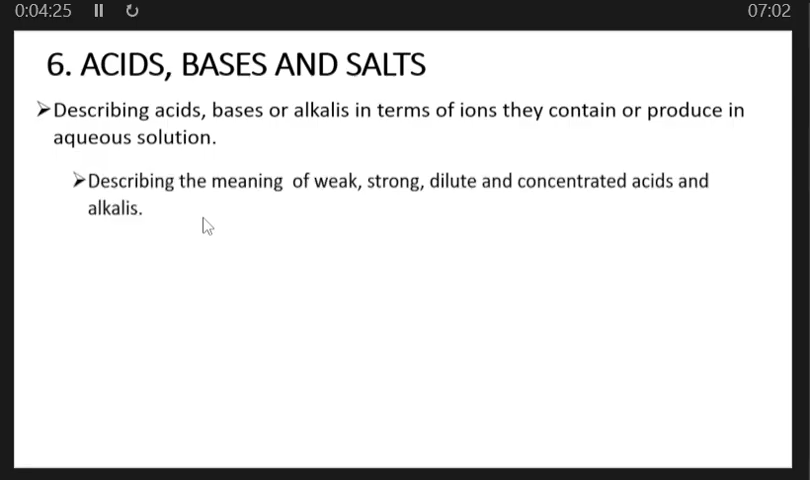 0:04:25
07:02
6. ACIDS, BASES AND SALTS
➤Describing acids, bases or alkalis in terms of ions they contain or produce in
aqueous solution.
➤Describing the meaning of weak, strong, dilute and concentrated acids and
alkalis.